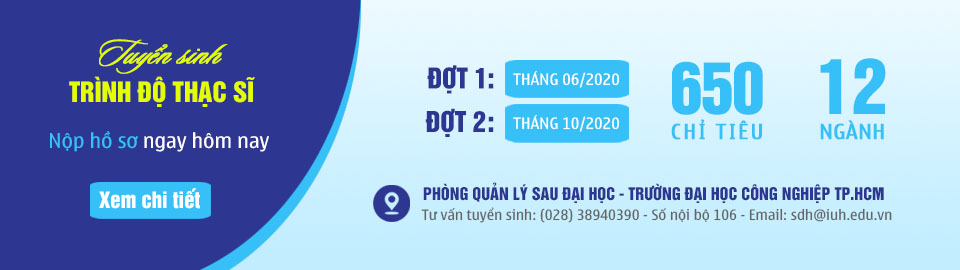 Tuyển sinh
TRÌNH ĐỘ THẠC SĨ
Nộp hồ sơ ngay hôm nay
Xem chi tiết
ĐỢT 1: THÁNG 06/2020
ĐỢT 2: THÁNG 10/2020
650
CHỈ TIÊU
12
NGÀNH
PHÒNG QUẢN LÝ SAU ĐẠI HỌC - TRƯỜNG ĐẠI HỌC CÔNG NGHIỆP TP.HCM
Tư vấn tuyển sinh: (028) 38940390 - Số nội bộ 106 - Email: sdh@iuh.edu.vn